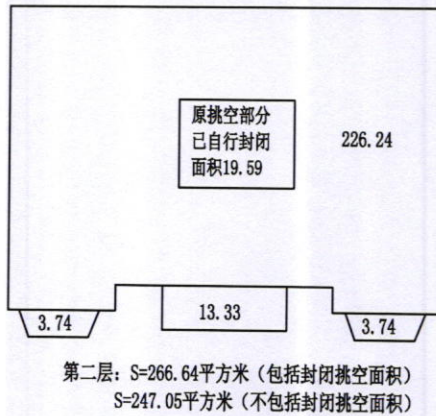 原挑空部分
已自行封闭
面积19.59
226.24
3.74
13.33
3.74
第二层：S=266.64平方米（包括封闭挑空面积）
S=247.05平方米（不包括封闭挑空面积）